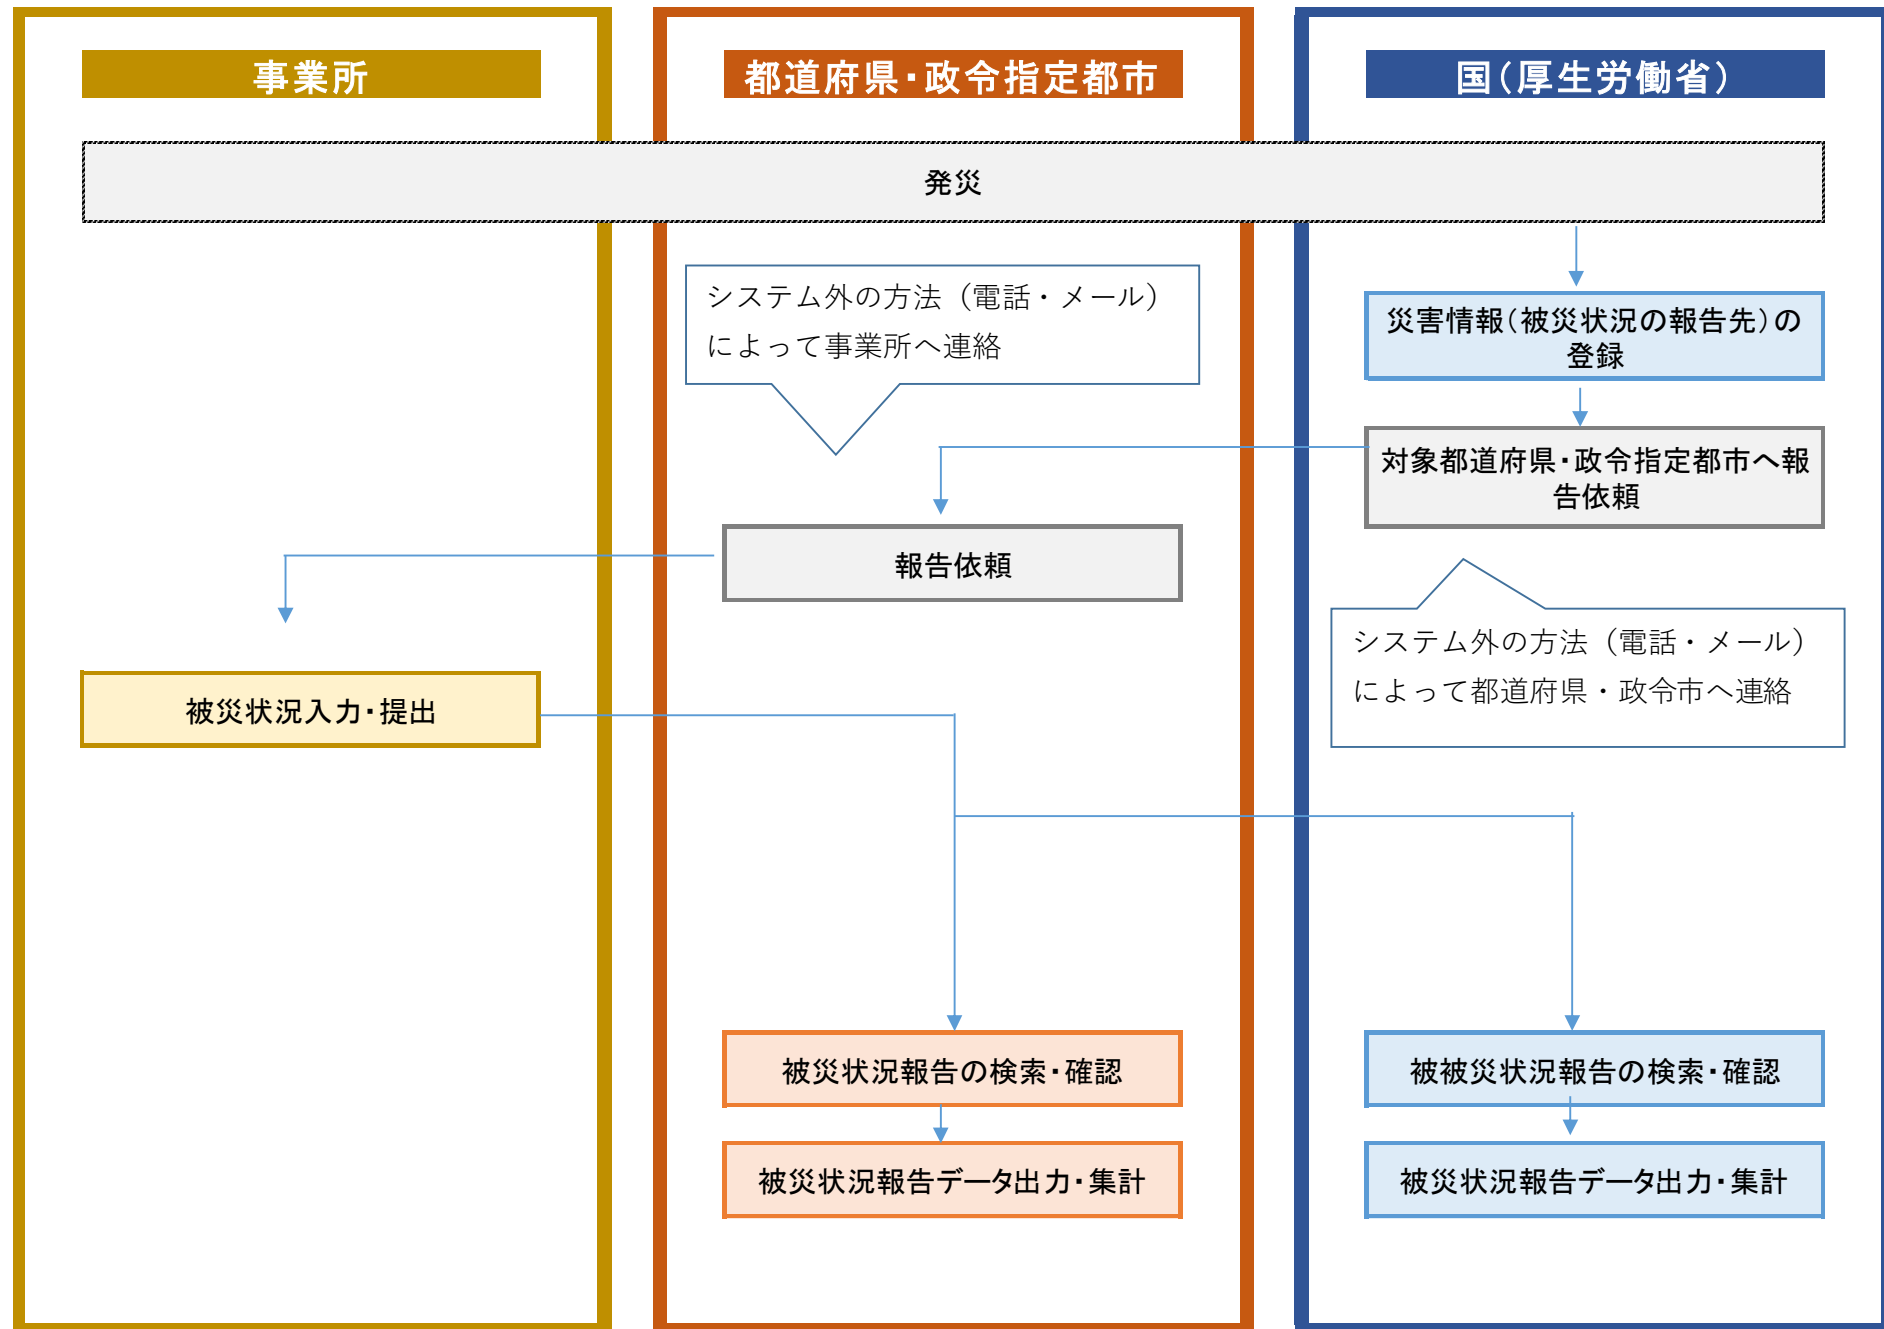 事業所
都道府県・政令指定都市
国（厚生労働省）
発災
システム外の方法（電話・メール）
によって事業所へ連絡
災害情報（被災状況の報告先）の
登録
対象都道府県・政令指定都市へ報
告依頼
報告依頼
システム外の方法（電話・メール）
によって都道府県・政令市へ連絡
被災状況入力・提出
被災状況報告の検索・確認
被被災状況報告の検索・確認
被災状況報告データ出力・集計
被災状況報告データ出力・集計